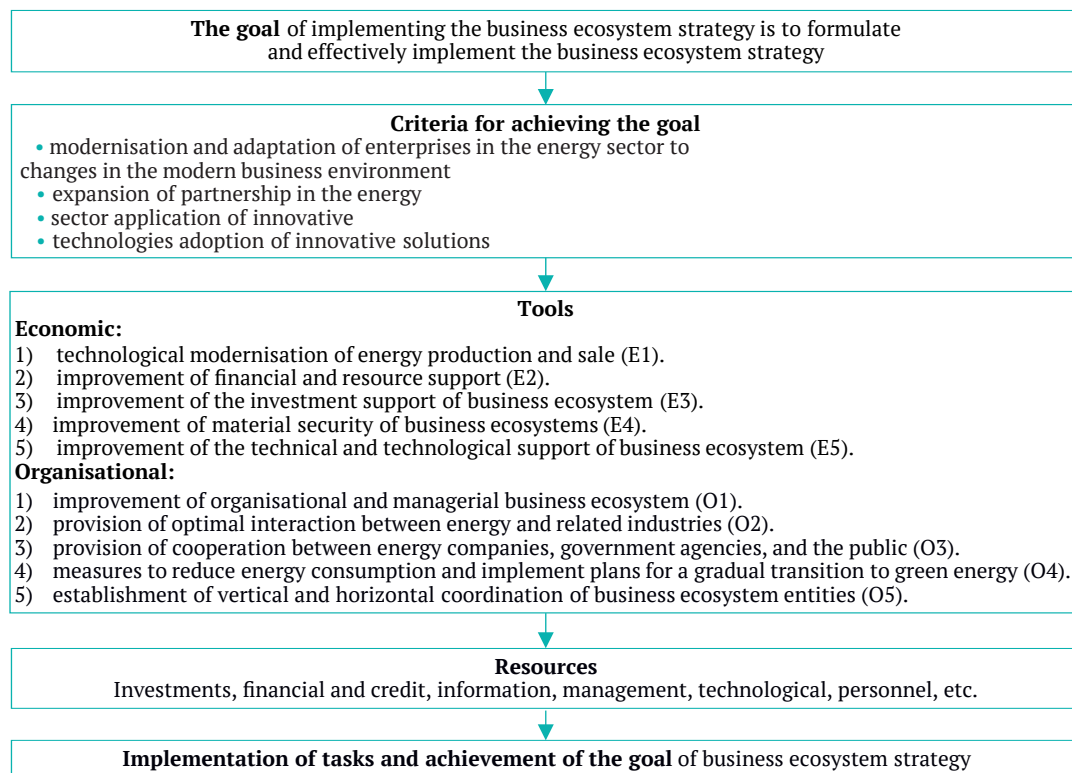 The goal of implementing the business ecosystem strategy is to formulate
and effectively implement the business ecosystem strategy
Criteria for achieving the goal
• modernisation and adaptation of enterprises in the energy sector to
changes in the modern business environment
• expansion of partnership in the energy
• sector application of innovative
• technologies adoption of innovative solutions
Tools
Economic:
1) technological modernisation of energy production and sale (E1).
2) improvement of financial and resource support (E2).
3) improvement of the investment support of business ecosystem (E3).
4) improvement of material security of business ecosystems (E4).
5) improvement of the technical and technological support of business ecosystem (E5).
Organisational:
1) improvement of organisational and managerial business ecosystem (O1).
2) provision of optimal interaction between energy and related industries (O2).
3) provision of cooperation between energy companies, government agencies, and the public (O3).
4) measures to reduce energy consumption and implement plans for a gradual transition to green energy (O4).
5) establishment of vertical and horizontal coordination of business ecosystem entities (O5).
Resources
Investments, financial and credit, information, management, technological, personnel, etc.
Implementation of tasks and achievement of the goal of business ecosystem strategy